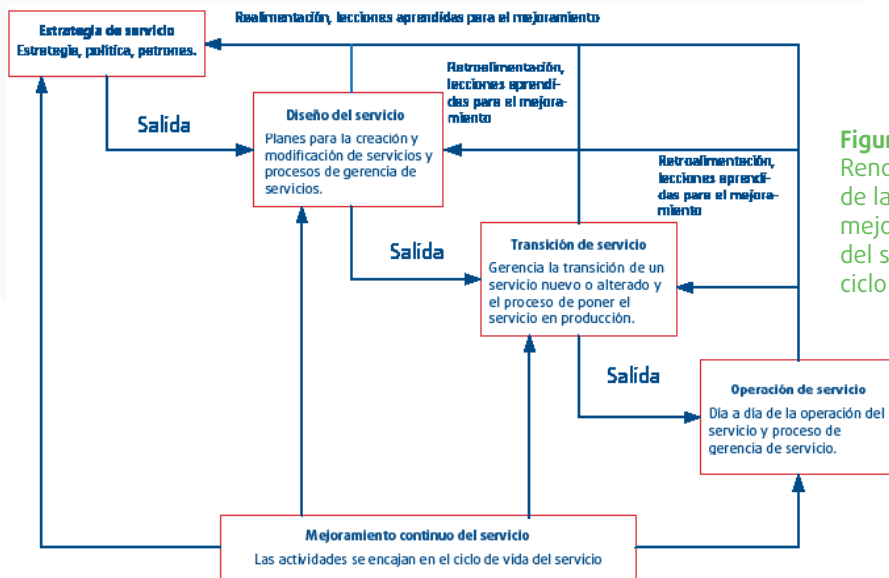 Realimentación, lecciones aprendidas para el mejoramiento
Estrategia de servicio
Estrategia, política, patrones.
Salida
Retroalimentación,
lecciones aprendi-
das para el mejora-
miento
Diseño del servicio
Planes para la creación y
modificación de servicios y
procesos de gerencia de
servicios.
Retroalimentación,
lecciones aprendi-
das para el mejora-
miento
Salida
Transición de servicio
Gerencia la transición de un
servicio nuevo o alterado y
el proceso de poner el
servicio en producción.
Salida
Operación de servicio
Día a día de la operación del
servicio y proceso de
gerencia de servicio.
Mejoramiento continuo del servicio
Las actividades se encajan en el ciclo de vida del servicio
de la
ciclo